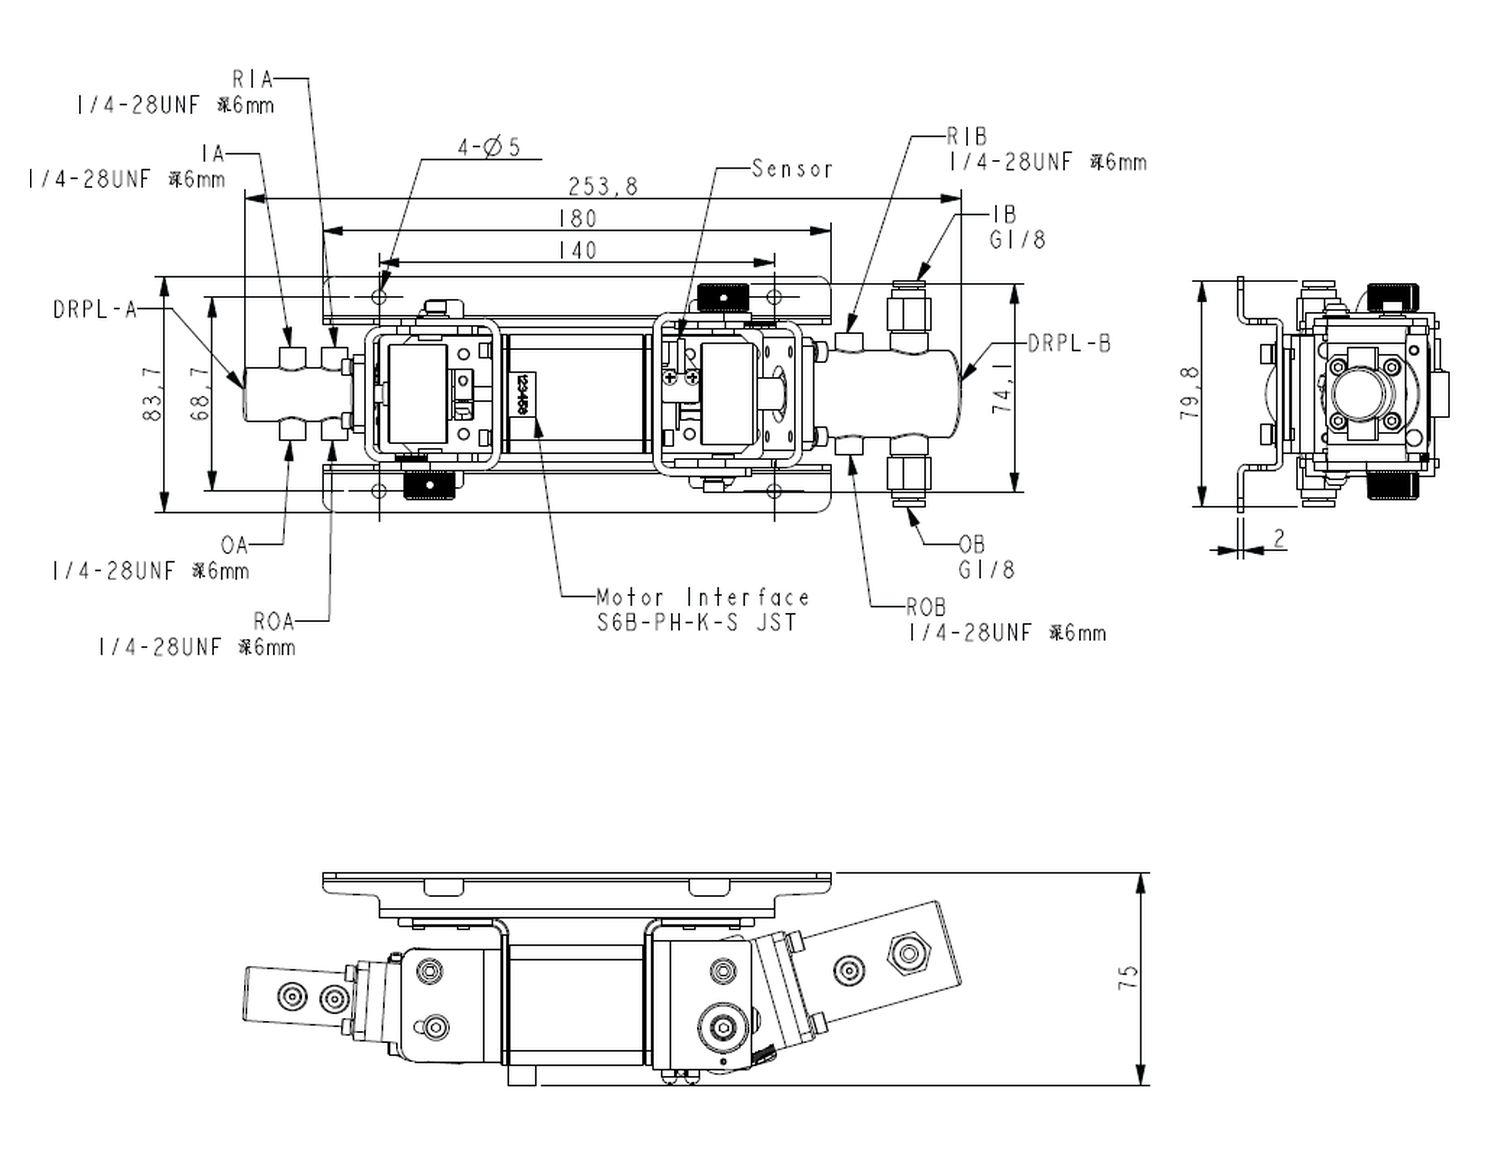 RIA
1/4-28UNF 深6mm
IA
1/4-28UNF 深6mm
4-Ø5
Sensor
RIB
1/4-28UNF 深6mm
253,8
180
140
IB
G1/8
DRPL-A
DRPL-B
83,7
68,7
74,1
79,8
123456
2
OA
1/4-28UNF 深6mm
ROA
1/4-28UNF 深6mm
Motor Interface
S6B-PH-K-S JST
OB
G1/8
ROB
1/4-28UNF 深6mm
75